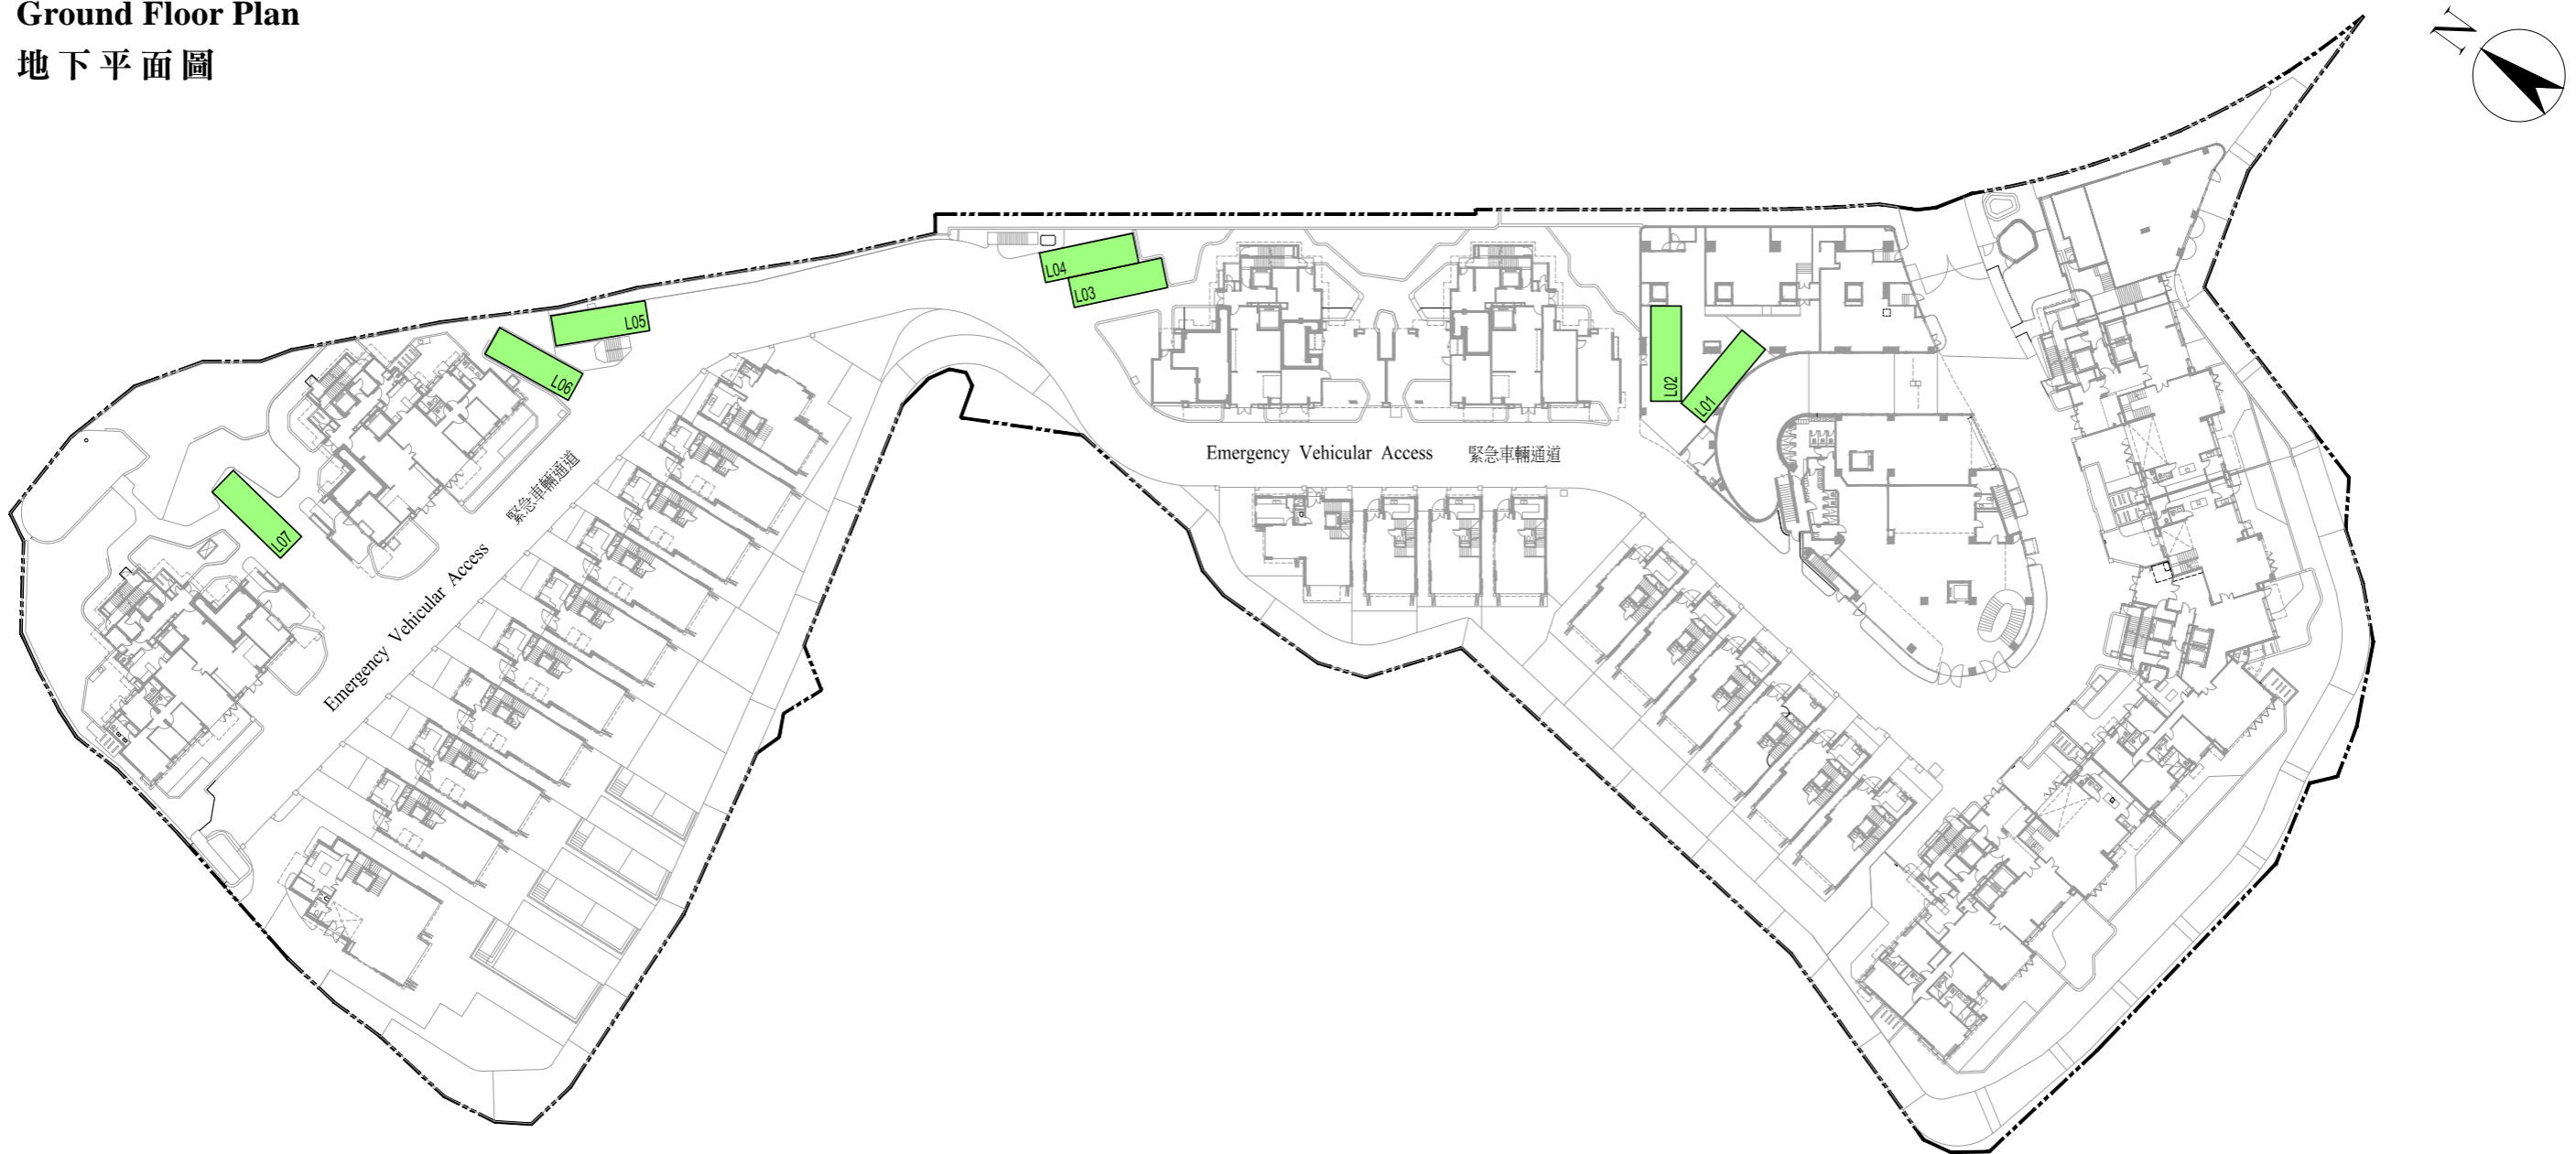 Ground Floor Plan
地下平面圖
N
L04
L03
L05
L06
L02
L01
Emergency Vehicular Access 緊急車輛通道
緊急車輛通道
Emergency Vehicular Access
L07